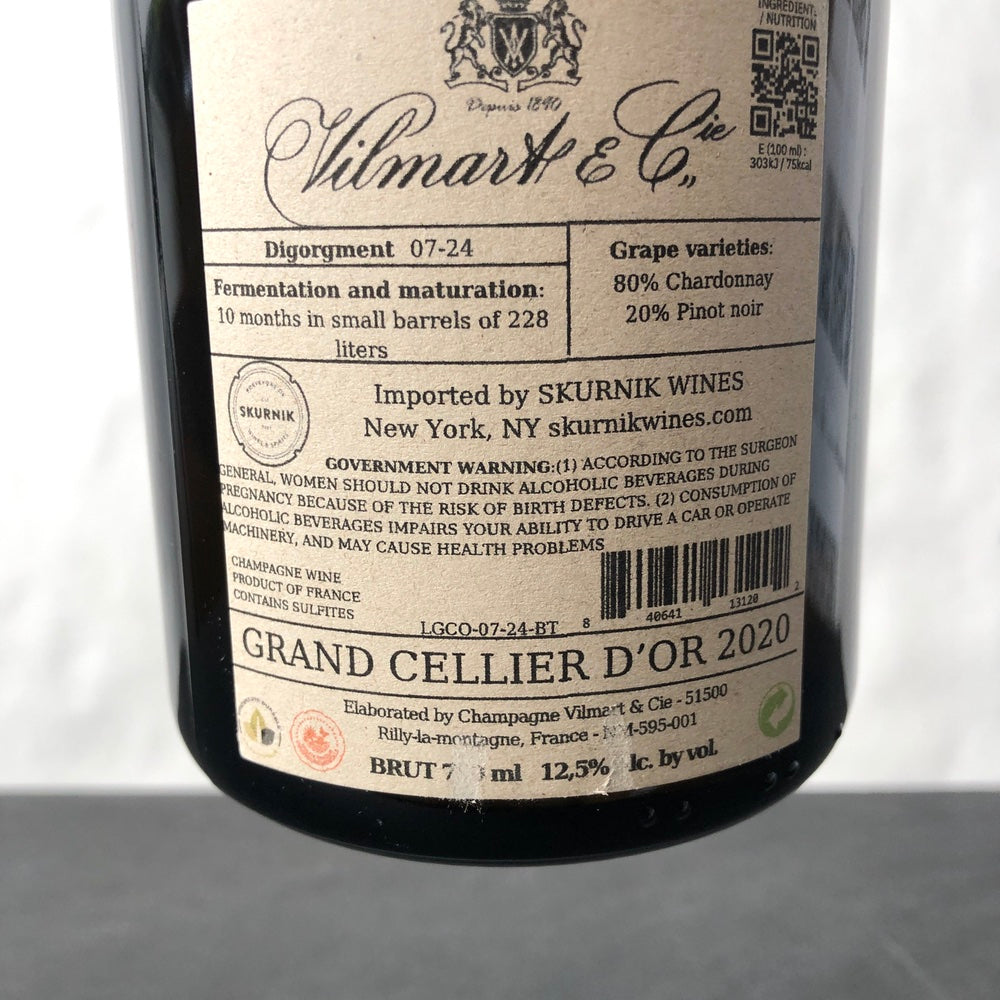 INGREDIENTS
/ NUTRITION
E (100 ml) :
303kJ / 75kcal
Depuis 1890
Vilmart & Cie
Digorgment 07-24
Fermentation and maturation:
10 months in small barrels of 228
liters
Grape varieties:
80% Chardonnay
20% Pinot noir
SKURNIK
Imported by SKURNIK WINES
New York, NY skurnikwines.com
GOVERNMENT WARNING:(1) ACCORDING TO THE SURGEON
GENERAL, WOMEN SHOULD NOT DRINK ALCOHOLIC BEVERAGES DURING
PREGNANCY BECAUSE OF THE RISK OF BIRTH DEFECTS. (2) CONSUMPTION OF
ALCOHOLIC BEVERAGES IMPAIRS YOUR ABILITY TO DRIVE A CAR OR OPERATE
MACHINERY, AND MAY CAUSE HEALTH PROBLEMS
CHAMPAGNE WINE
PRODUCT OF FRANCE
CONTAINS SULFITES
LGCO-07-24-BT
8 40641 13120 2
GRAND CELLIER D'OR 2020
Elaborated by Champagne Vilmart & Cie - 51500
Rilly-la-montagne, France - NM-595-001
BRUT ml 12,5% lc. by vol.